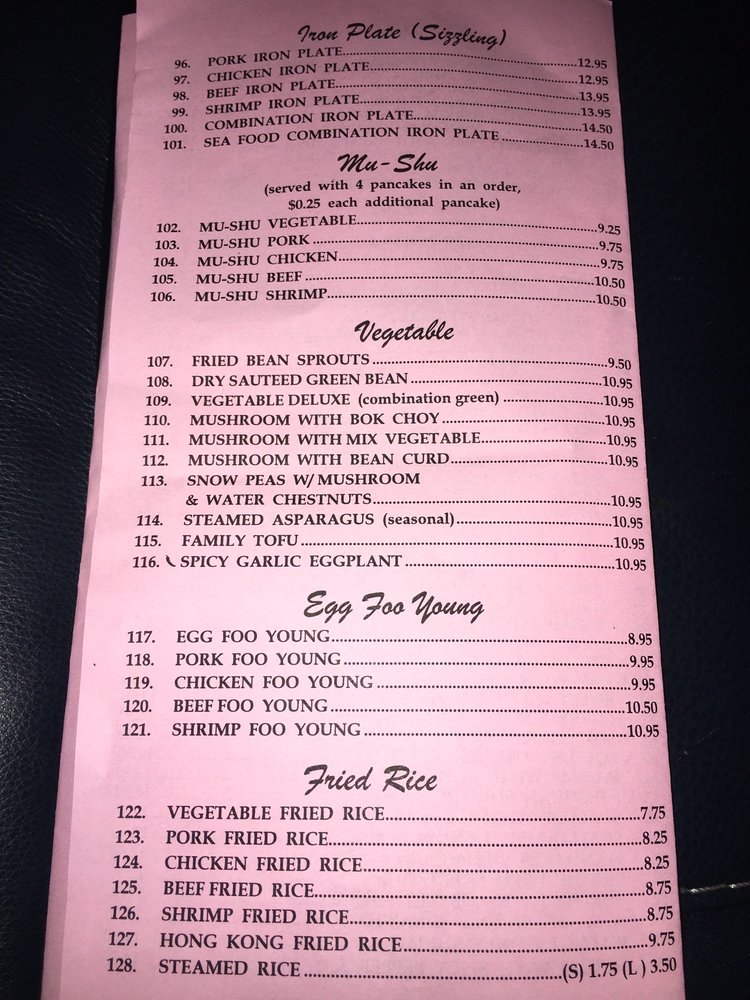 Iron Plate (Sizzling)
96. PORK IRON PLATE 12.95
97. CHICKEN IRON PLATE 12.95
98. BEEF IRON PLATE 13.95
99. SHRIMP IRON PLATE 13.95
100. COMBINATION IRON PLATE 14.50
101. SEA FOOD COMBINATION IRON PLATE 14.50
Mu-Shu
(served with 4 pancakes in an order,
$0.25 each additional pancake)
102. MU-SHU VEGETABLE 9.25
103. MU-SHU PORK 9.75
104. MU-SHU CHICKEN 9.75
105. MU-SHU BEEF 10.50
106. MU-SHU SHRIMP 10.50
Vegetable
107. FRIED BEAN SPROUTS 9.50
108. DRY SAUTEED GREEN BEAN 10.95
109. VEGETABLE DELUXE (combination green) 10.95
110. MUSHROOM WITH BOK CHOY 10.95
111. MUSHROOM WITH MIX VEGETABLE 10.95
112. MUSHROOM WITH BEAN CURD 10.95
113. SNOW PEAS W/ MUSHROOM
& WATER CHESTNUTS 10.95
114. STEAMED ASPARAGUS (seasonal) 10.95
115. FAMILY TOFU 10.95
116. SPICY GARLIC EGGPLANT 10.95
Egg Foo Young
117. EGG FOO YOUNG 8.95
118. PORK FOO YOUNG 9.95
119. CHICKEN FOO YOUNG 9.95
120. BEEF FOO YOUNG 10.50
121. SHRIMP FOO YOUNG 10.95
Fried Rice
122. VEGETABLE FRIED RICE 7.75
123. PORK FRIED RICE 8.25
124. CHICKEN FRIED RICE 8.25
125. BEEF FRIED RICE 8.75
126. SHRIMP FRIED RICE 8.75
127. HONG KONG FRIED RICE 9.75
128. STEAMED RICE (S) 1.75 (L) 3.50